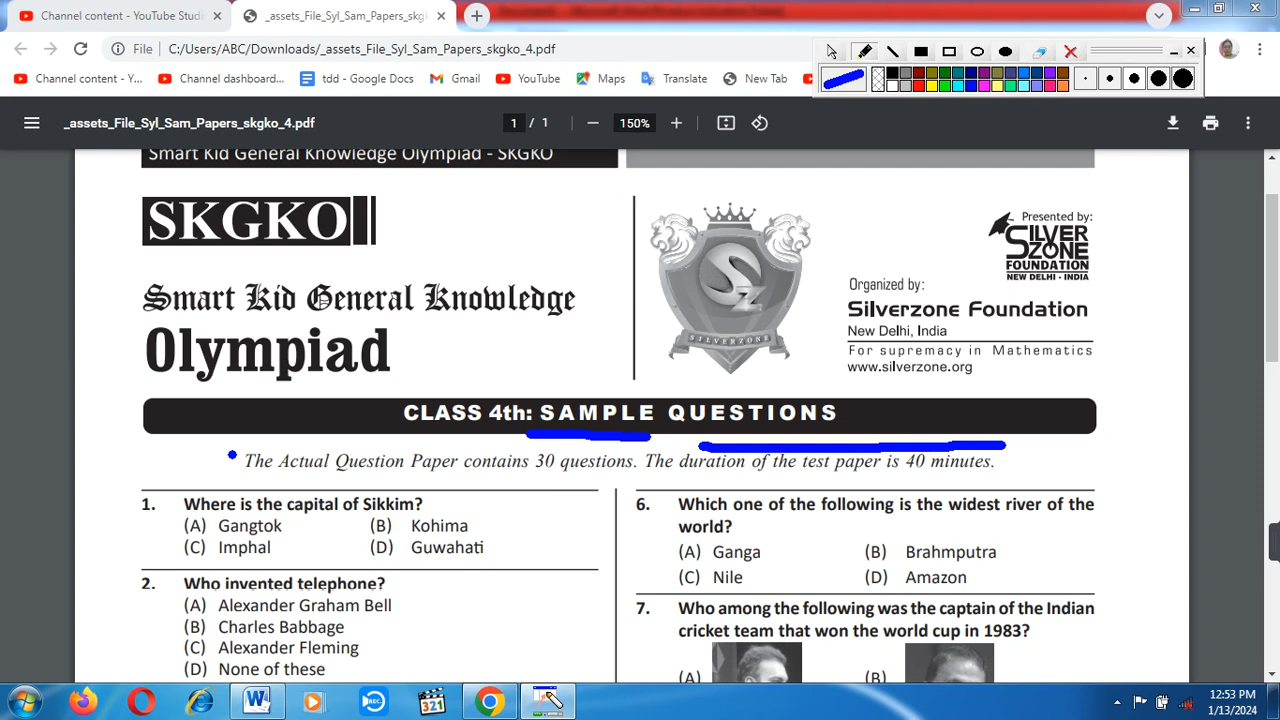 Channel content - YouTube Studi
_assets_File_Syl_Sam_Papers_skgk
File
C:/Users/ABC/Downloads/_assets_File_Syl_Sam_Papers_skgko_4.pdf
Channel content - Y...
Channel dashboard...
tdd - Google Docs
Gmail
YouTube
Maps
Translate
New Tab
_assets_File_Syl_Sam_Papers_skgko_4.pdf
1 / 1
150%
Smart Kid General Knowledge Olympiad - SKGKO
SKGKO
Smart Kid General Knowledge
Olympiad
SZ
SILVERZONE
Presented by:
SILVER
ZONE
FOUNDATION
NEW DELHI • INDIA
Organized by:
Silverzone Foundation
New Delhi, India
For supremacy in Mathematics
www.silverzone.org
CLASS 4th: SAMPLE QUESTIONS
The Actual Question Paper contains 30 questions. The duration of the test paper is 40 minutes.
1. Where is the capital of Sikkim?
(A) Gangtok (B) Kohima
(C) Imphal (D) Guwahati
2. Who invented telephone?
(A) Alexander Graham Bell
(B) Charles Babbage
(C) Alexander Fleming
(D) None of these
6. Which one of the following is the widest river of the
world?
(A) Ganga (B) Brahmputra
(C) Nile (D) Amazon
7. Who among the following was the captain of the Indian
cricket team that won the world cup in 1983?
(A) (B)
REC
321
12:53 PM
1/13/2024